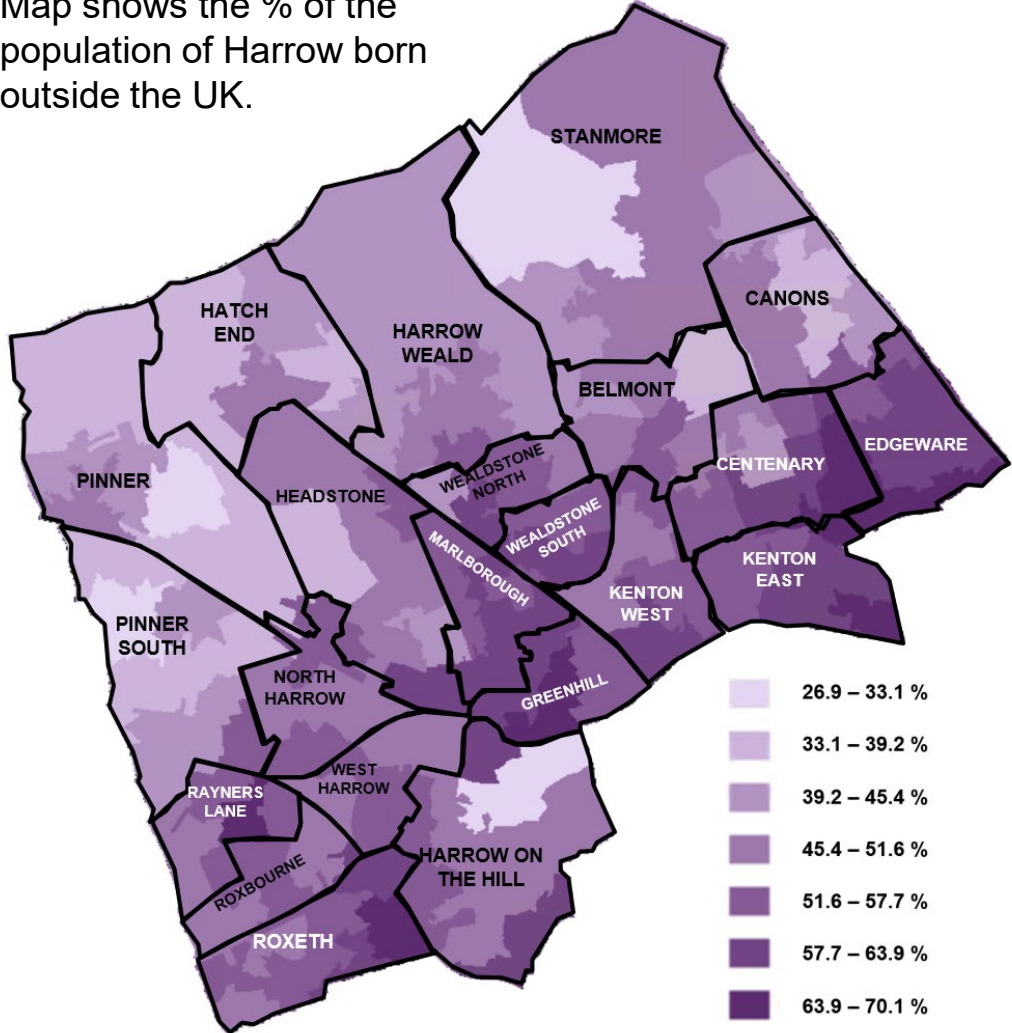 Map shows the % of the
population of Harrow born
outside the UK.
STANMORE
HATCH
END
HARROW
WEALD
CANONS
BELMONT
PINNER
HEADSTONE
WEALDSTONE
NORTH
CENTENARY
EDGEWARE
WEALDSTONE
SOUTH
MARLBOROUGH
KENTON
EAST
KENTON
WEST
PINNER
SOUTH
NORTH
HARROW
GREENHILL
RAYNERS
LANE
WEST
HARROW
HARROW ON
THE HILL
ROXBOURNE
ROXETH
26.9 – 33.1 %
33.1 – 39.2 %
39.2 – 45.4 %
45.4 – 51.6 %
51.6 – 57.7 %
57.7 – 63.9 %
63.9 – 70.1 %